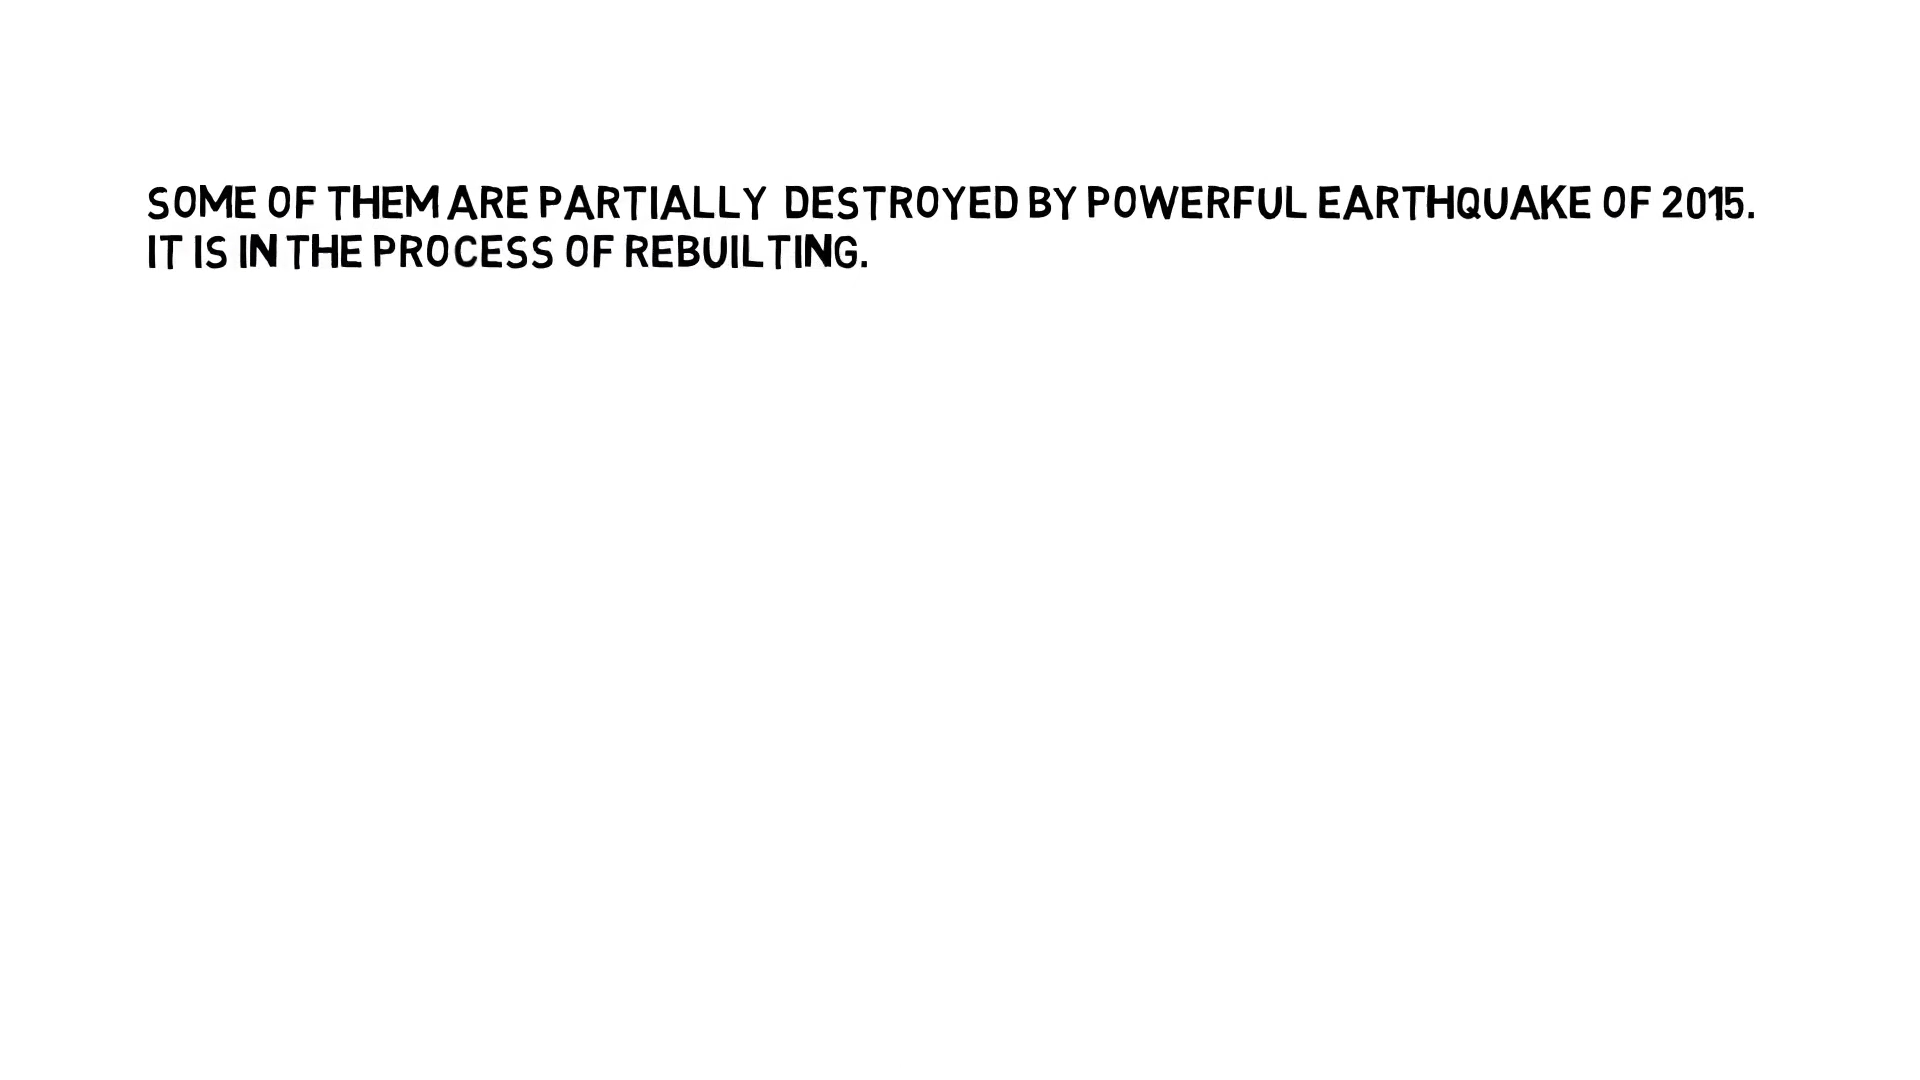 SOME OF THEM ARE PARTIALLY DESTROYED BY POWERFUL EARTHQUAKE OF 2015.
IT IS IN THE PROCESS OF REBUILTING.